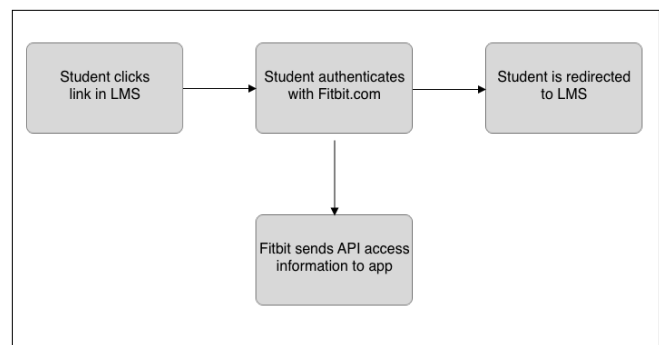 Student clicks
link in LMS
Student authenticates
with Fitbit.com
Student is redirected
to LMS
Fitbit sends API access
information to app